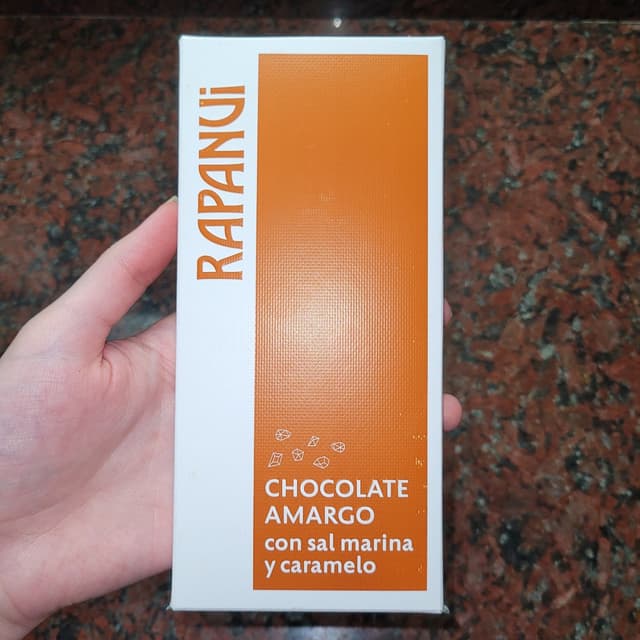 RAPANUi
CHOCOLATE
AMARGO
con sal marina
y caramelo